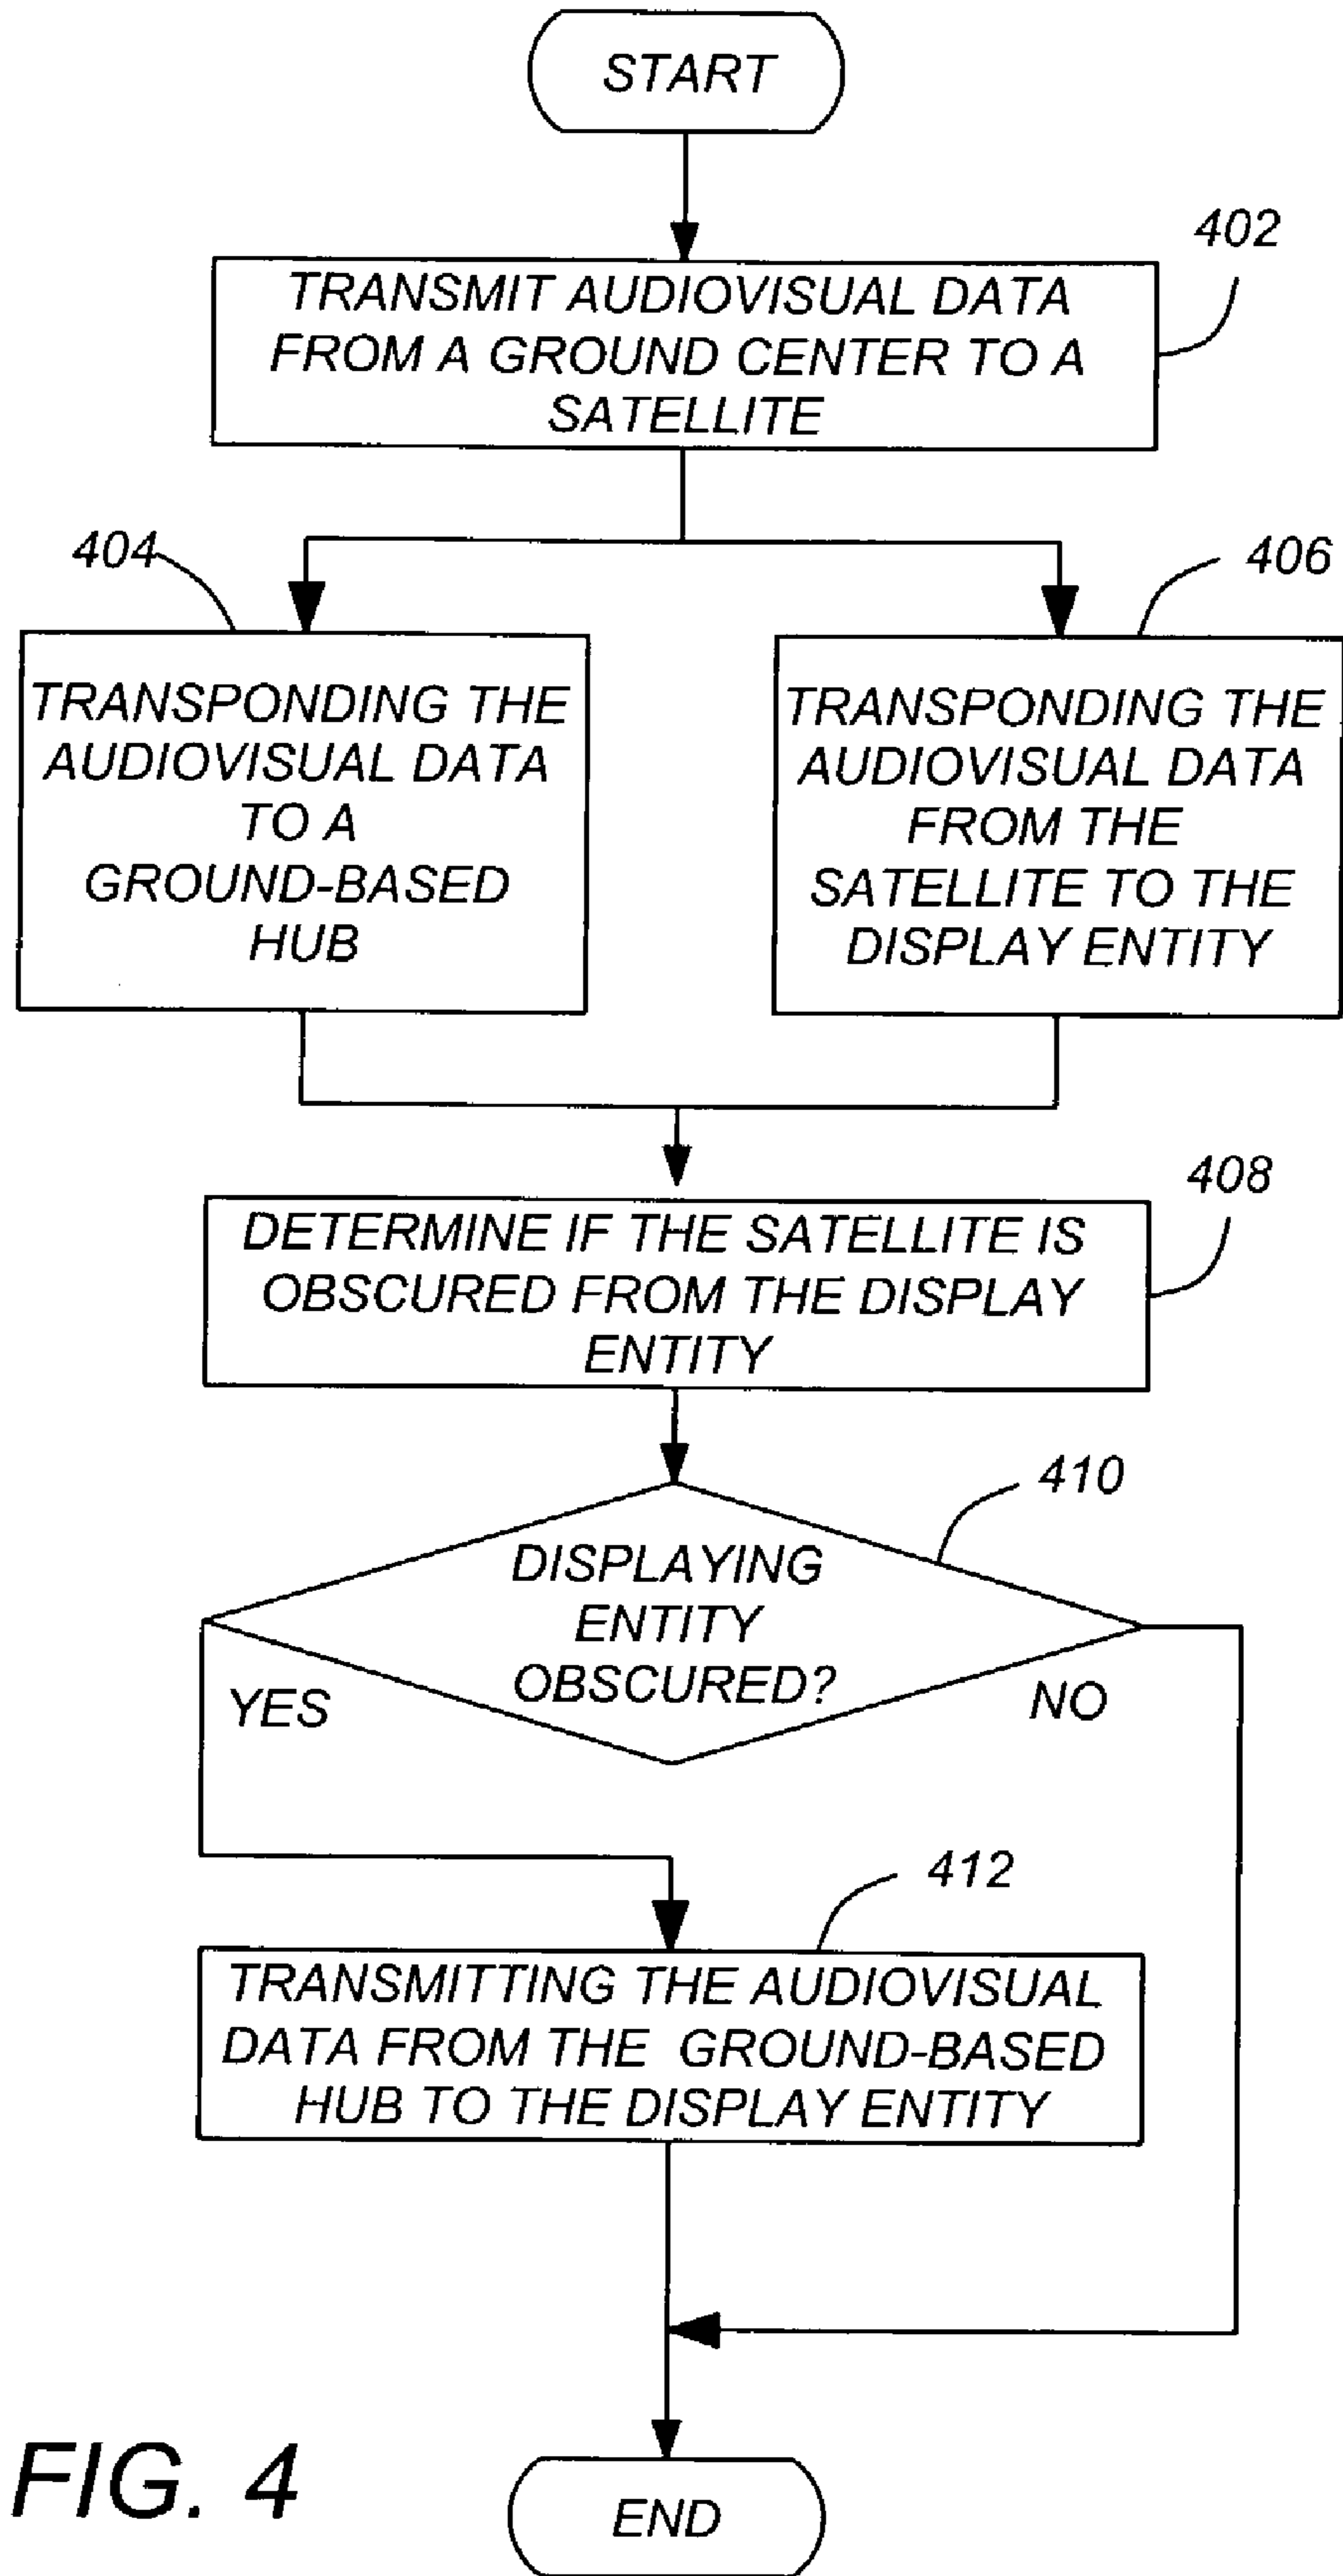 START
402
TRANSMIT AUDIOVISUAL DATA
FROM A GROUND CENTER TO A
SATELLITE
404
TRANSPONDING THE
AUDIOVISUAL DATA
TO A
GROUND-BASED
HUB
406
TRANSPONDING THE
AUDIOVISUAL DATA
FROM THE
SATELLITE TO THE
DISPLAY ENTITY
408
DETERMINE IF THE SATELLITE IS
OBSCURED FROM THE DISPLAY
ENTITY
410
DISPLAYING
ENTITY
OBSCURED?
YES
NO
412
TRANSMITTING THE AUDIOVISUAL
DATA FROM THE GROUND-BASED
HUB TO THE DISPLAY ENTITY
FIG. 4
END